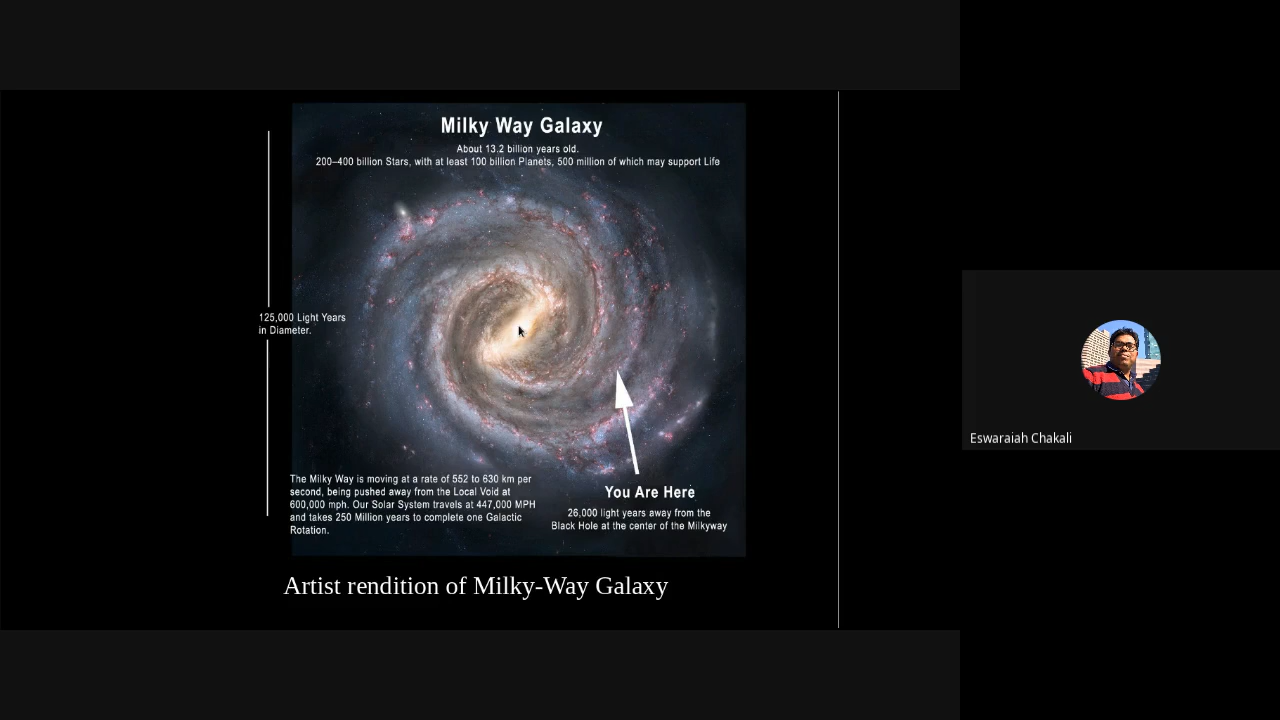 Milky Way Galaxy
About 13.2 billion years old.
200–400 billion Stars, with at least 100 billion Planets, 500 million of which may support Life
125,000 Light Years
in Diameter.
The Milky Way is moving at a rate of 552 to 630 km per
second, being pushed away from the Local Void at
600,000 mph. Our Solar System travels at 447,000 MPH
and takes 250 Million years to complete one Galactic
Rotation.
You Are Here
26,000 light years away from the
Black Hole at the center of the Milkyway
Artist rendition of Milky-Way Galaxy
Eswaraiah Chakali